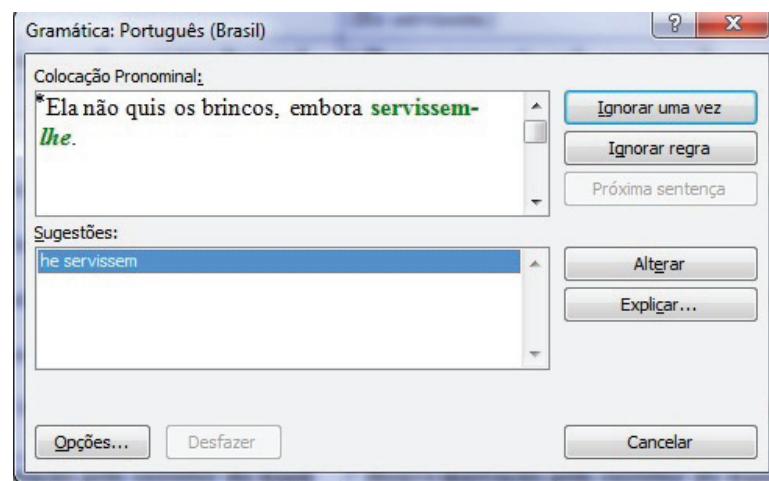 Gramática: Português (Brasil)
Colocação Pronominal:
*Ela não quis os brincos, embora servissem-
lhe.
Ignorar uma vez
Ignorar regra
Próxima sentença
Sugestões:
he servissem
Alterar
Explicar...
Opções...
Desfazer
Cancelar